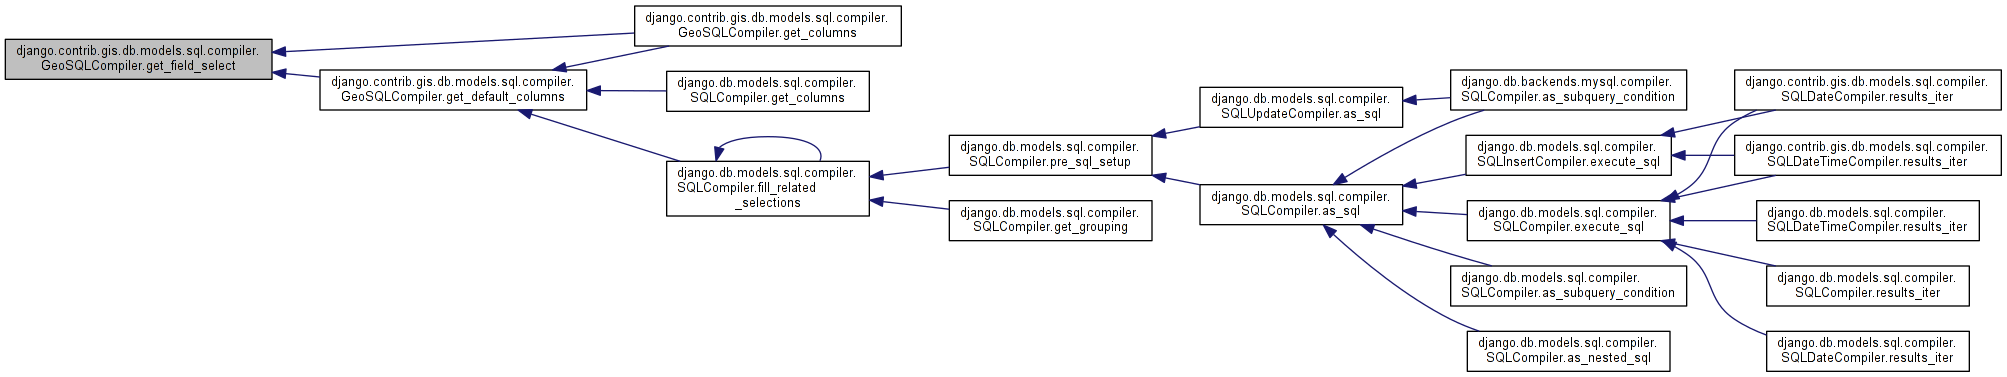 django.contrib.gis.db.models.sql.compiler.
GeoSQLCompiler.get_field_select
django.contrib.gis.db.models.sql.compiler.
GeoSQLCompiler.get_columns
django.contrib.gis.db.models.sql.compiler.
GeoSQLCompiler.get_default_columns
django.db.models.sql.compiler.
SQLCompiler.get_columns
django.db.models.sql.compiler.
SQLCompiler.fill_related
_selections
django.db.models.sql.compiler.
SQLCompiler.pre_sql_setup
django.db.models.sql.compiler.
SQLCompiler.get_grouping
django.db.models.sql.compiler.
SQLUpdateCompiler.as_sql
django.db.models.sql.compiler.
SQLCompiler.as_sql
django.db.backends.mysql.compiler.
SQLCompiler.as_subquery_condition
django.db.models.sql.compiler.
SQLInsertCompiler.execute_sql
django.db.models.sql.compiler.
SQLCompiler.execute_sql
django.db.models.sql.compiler.
SQLCompiler.as_subquery_condition
django.db.models.sql.compiler.
SQLCompiler.as_nested_sql
django.contrib.gis.db.models.sql.compiler.
SQLDateCompiler.results_iter
django.contrib.gis.db.models.sql.compiler.
SQLDateTimeCompiler.results_iter
django.db.models.sql.compiler.
SQLDateTimeCompiler.results_iter
django.db.models.sql.compiler.
SQLCompiler.results_iter
django.db.models.sql.compiler.
SQLDateCompiler.results_iter